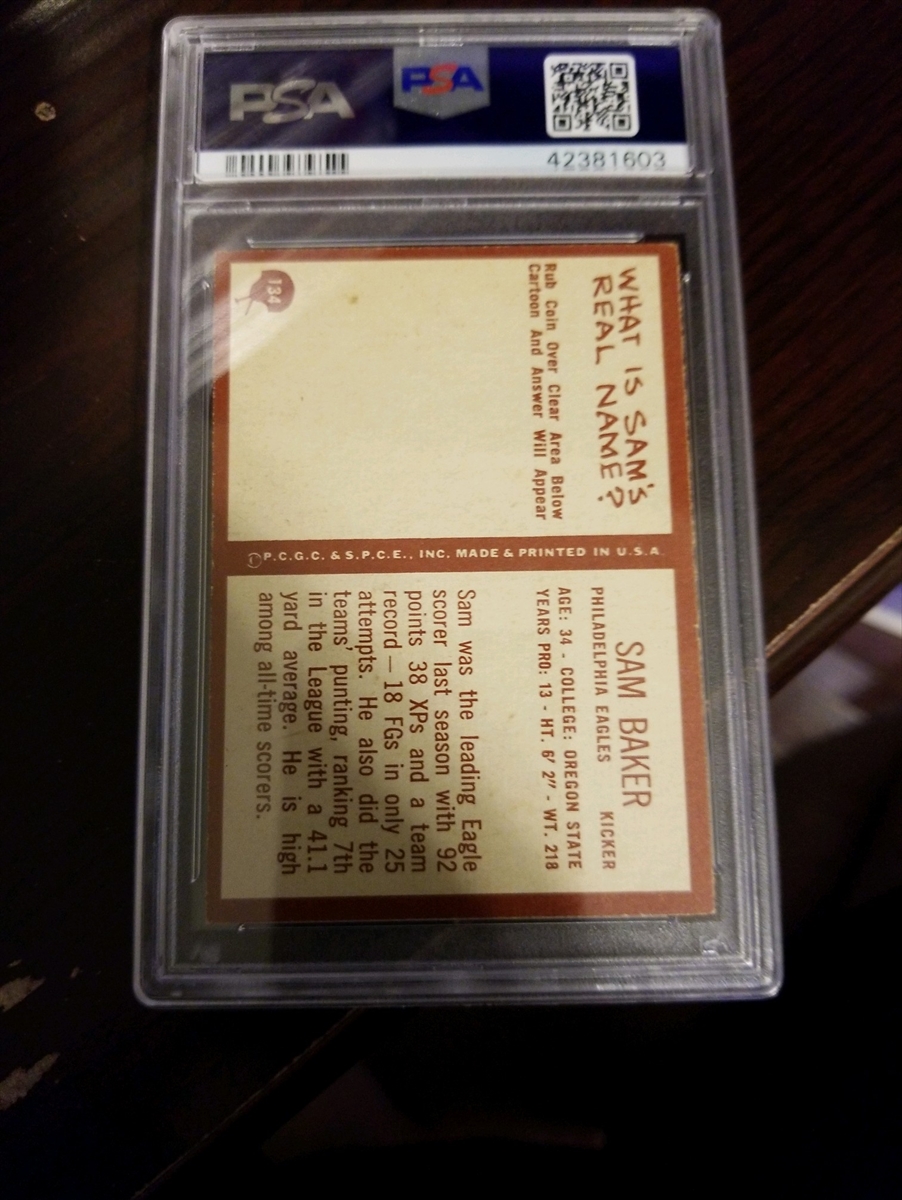 PSA
PSA
42381603
WHAT IS SAM'S
REAL NAME?
Rub Coin Over Clear Area Below
Cartoon And Answer Will Appear
134
P.C.G.C. & S.P.C.E., INC. MADE & PRINTED IN U.S.A.
SAM BAKER
PHILADELPHIA EAGLES KICKER
AGE: 34 - COLLEGE: OREGON STATE
YEARS PRO: 13 - HT. 6' 2" - WT. 218
Sam was the leading Eagle
scorer last season with 92
points 38 XPs and a team
record — 18 FGs in only 25
attempts. He also did the
teams' punting, ranking 7th
in the League with a 41.1
yard average. He is high
among all-time scorers.